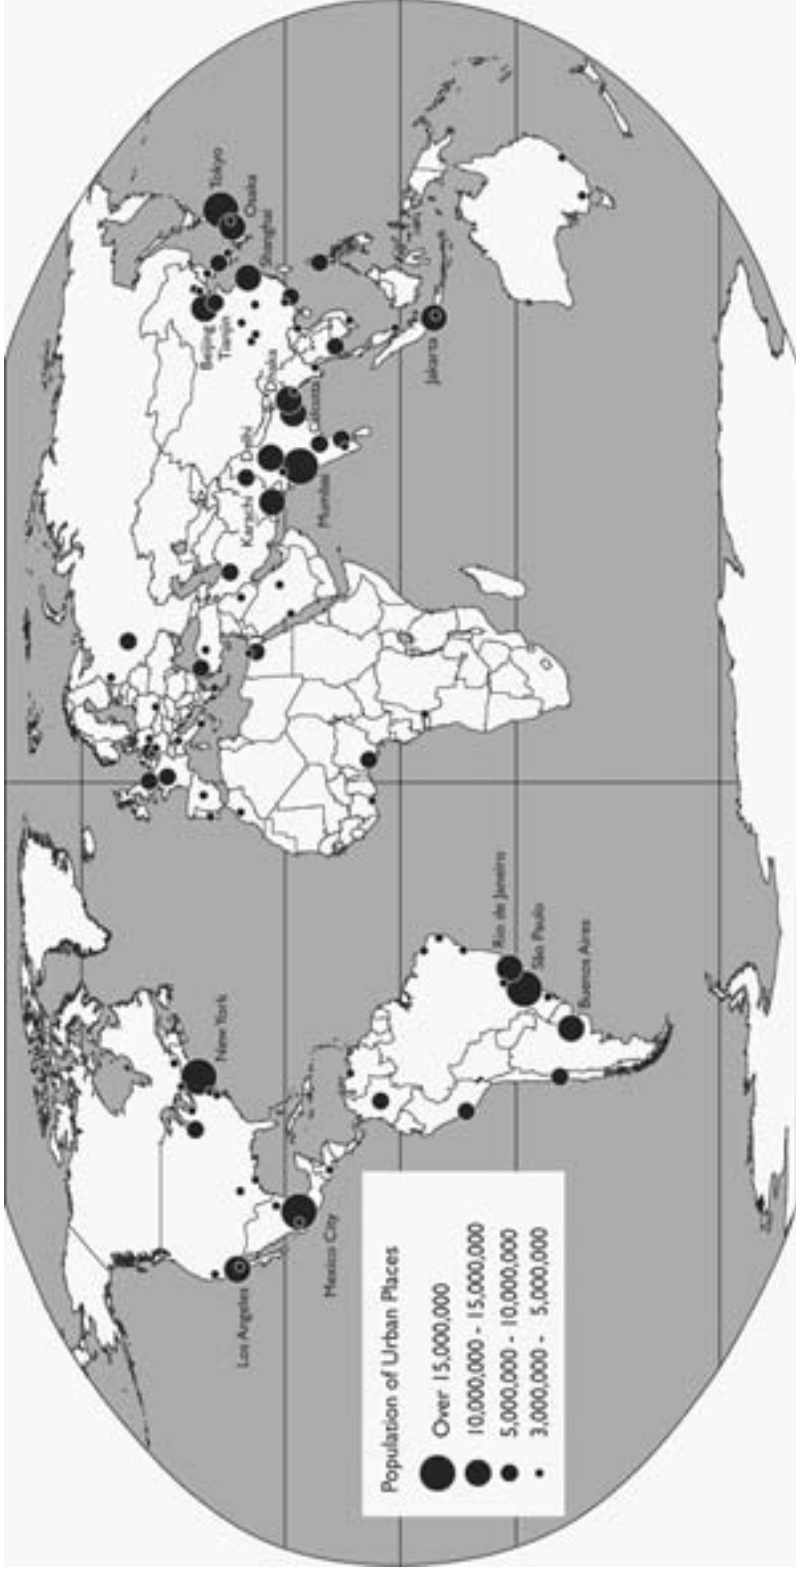 Tokyo
Osaka
Shanghai
Beijing
Tianjin
Dhaka
Calcutta
Delhi
Karachi
Mumbai
Jakarta
New York
Los Angeles
Mexico City
Rio de Janeiro
São Paulo
Buenos Aires
Population of Urban Places
Over 15,000,000
10,000,000 - 15,000,000
5,000,000 - 10,000,000
3,000,000 - 5,000,000